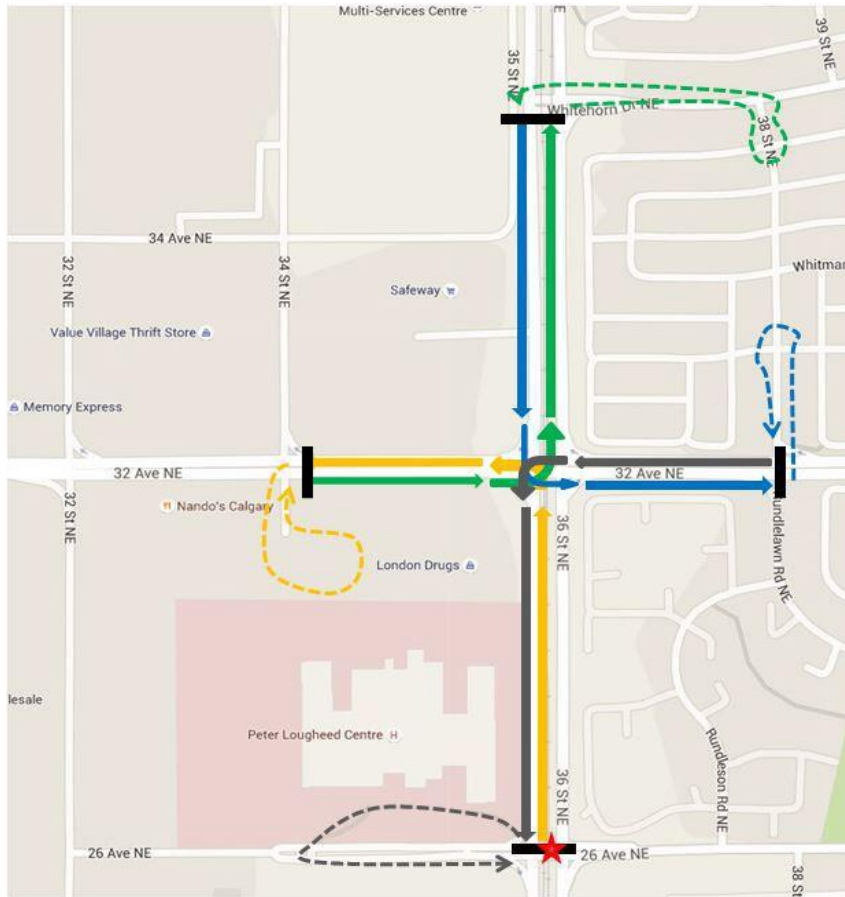 Multi-Services Centre
35 St NE
39 St NE
Whitehorn Dr NE
38 St NE
34 Ave NE
32 St NE
34 St NE
Whitmar
Safeway
Value Village Thrift Store
Memory Express
32 Ave NE
32 Ave NE
Nando's Calgary
32 St NE
36 St NE
Rundlelawn Rd NE
London Drugs
lesale
Peter Lougheed Centre
H
Rundleson Rd NE
36 St NE
26 Ave NE
26 Ave NE
38 St